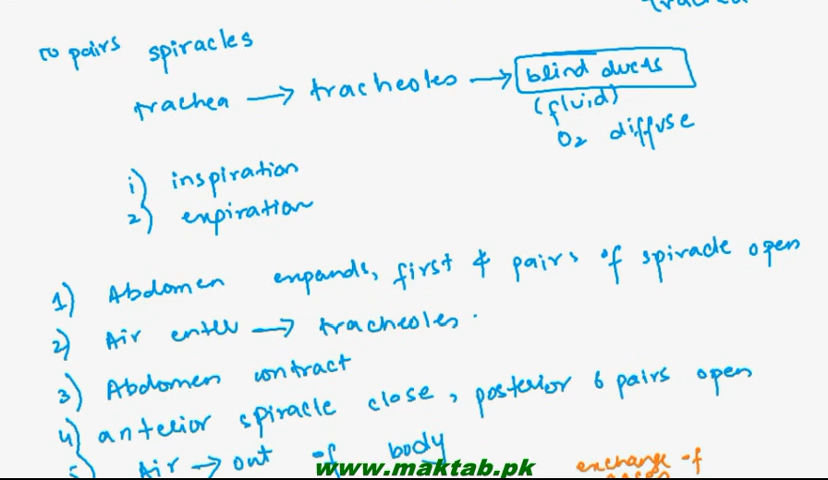 10 pairs spiracles
trachea → tracheoles → blind ducts
(fluid)
O₂ diffuse
i) inspiration
2) expiration
1) Abdomen expands, first 4 pairs of spiracle open
2) Air enter → tracheoles.
3) Abdomen contract
4) anterior spiracle close, posterior 6 pairs open
5) Air → out of body
www.maktab.pk
exchange of